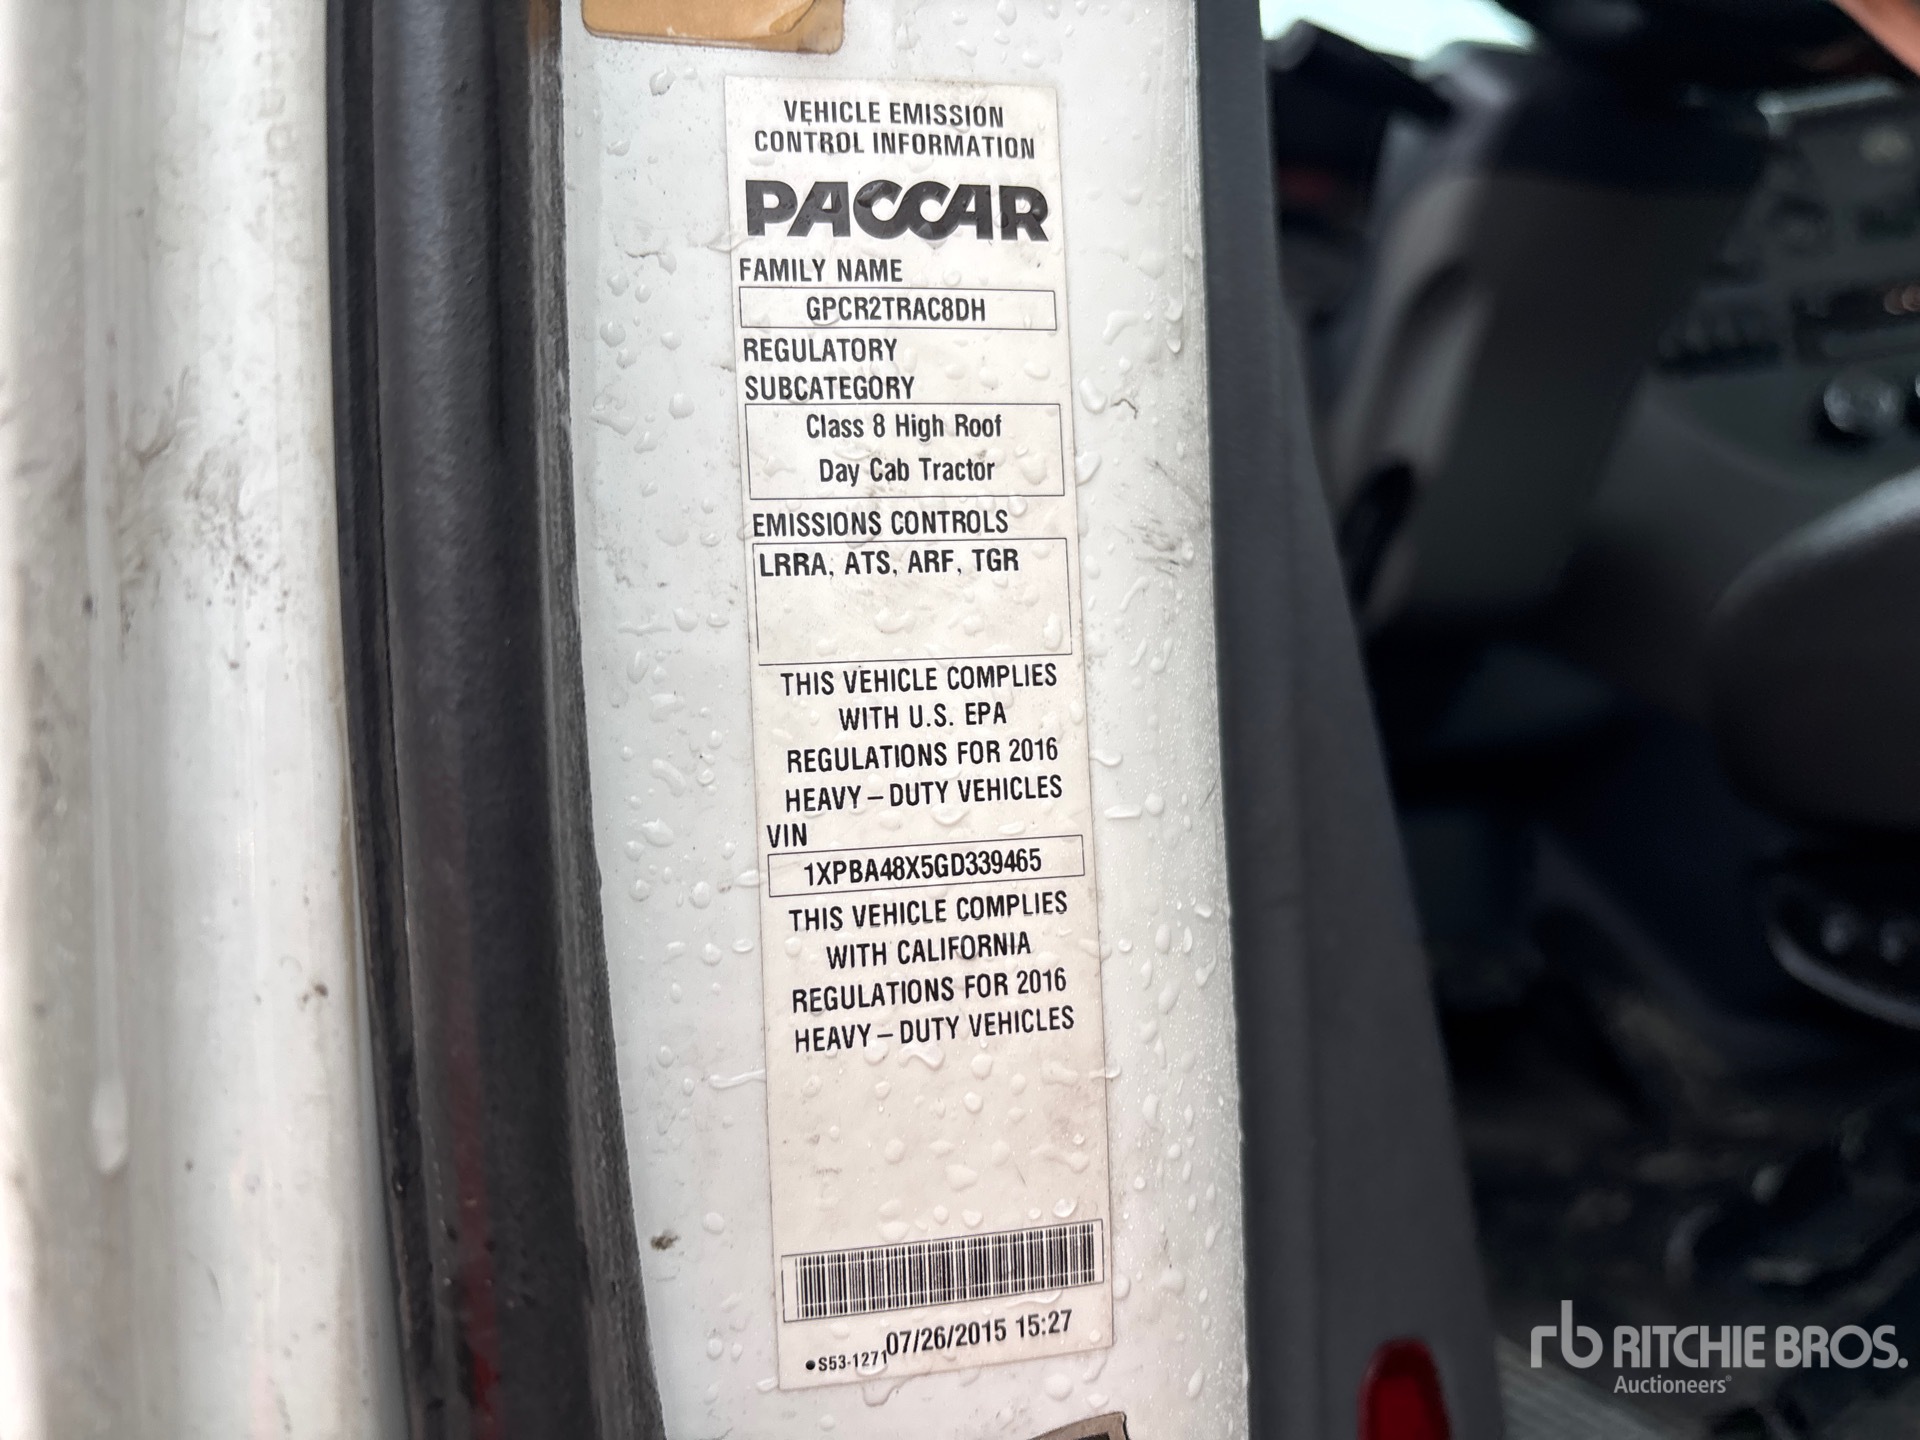 VEHICLE EMISSION
CONTROL INFORMATION
PACCAR
FAMILY NAME
GPCR2TRAC8DH
REGULATORY
SUBCATEGORY
Class 8 High Roof
Day Cab Tractor
EMISSIONS CONTROLS
LRRA, ATS, ARF, TGR
THIS VEHICLE COMPLIES
WITH U.S. EPA
REGULATIONS FOR 2016
HEAVY – DUTY VEHICLES
VIN
1XPBA48X5GD339465
THIS VEHICLE COMPLIES
WITH CALIFORNIA
REGULATIONS FOR 2016
HEAVY – DUTY VEHICLES
●S53-1271 07/26/2015 15:27
rb RITCHIE BROS.
Auctioneers®